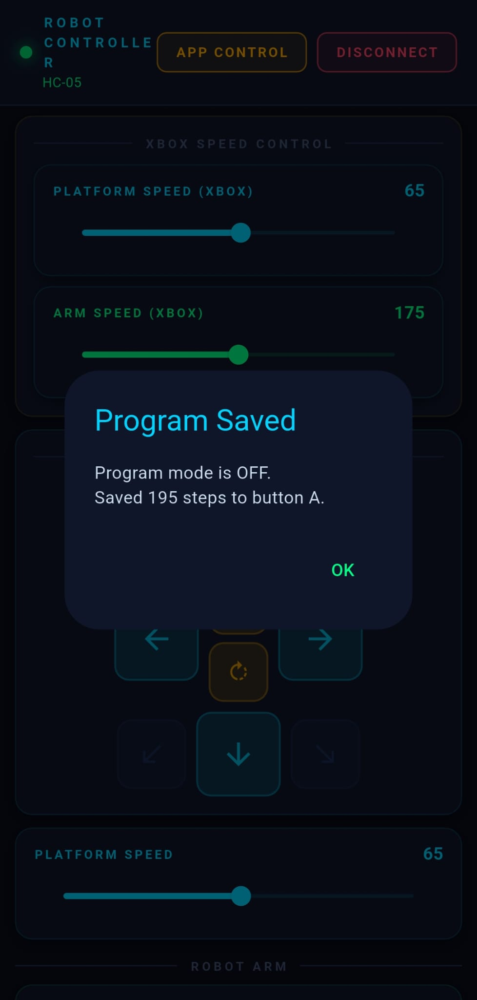 ROBOT
CONTROLLE
R
HC-05
APP CONTROL
DISCONNECT
XBOX SPEED CONTROL
PLATFORM SPEED (XBOX)
65
ARM SPEED (XBOX)
175
Program Saved
Program mode is OFF.
Saved 195 steps to button A.
OK
PLATFORM SPEED
65
ROBOT ARM